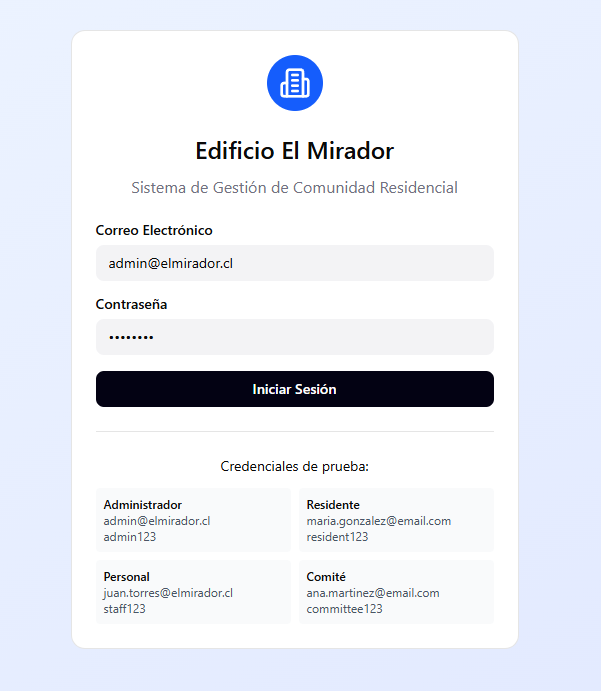 Edificio El Mirador
Sistema de Gestión de Comunidad Residencial
Correo Electrónico
admin@elmirador.cl
Contraseña
••••••••
Iniciar Sesión
Credenciales de prueba:
Administrador
admin@elmirador.cl
admin123
Residente
maria.gonzalez@email.com
resident123
Personal
juan.torres@elmirador.cl
staff123
Comité
ana.martinez@email.com
committee123